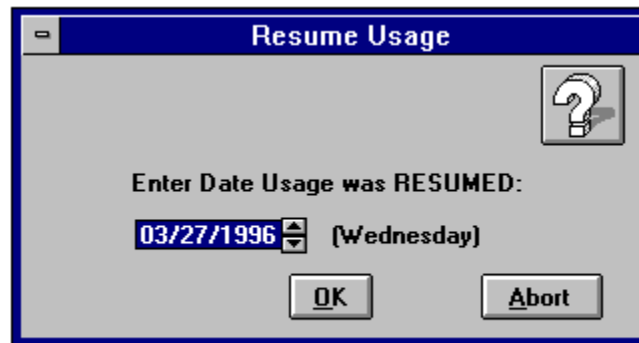 Resume Usage
Enter Date Usage was RESUMED:
03/27/1996 (Wednesday)
OK Abort